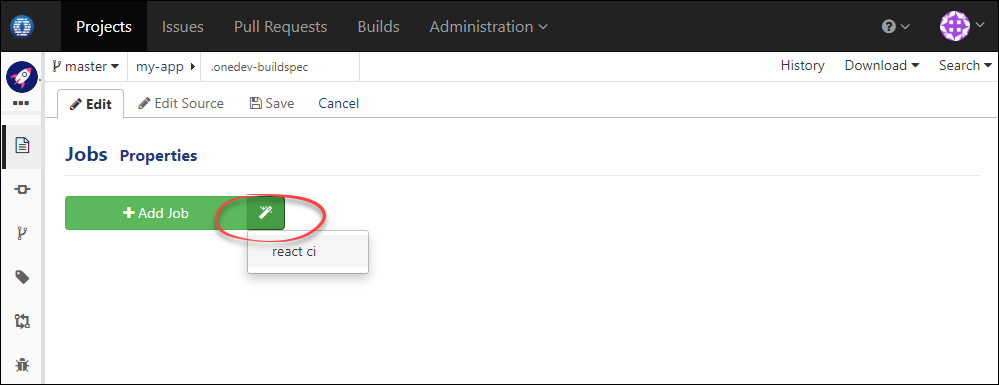 Projects Issues Pull Requests Builds Administration ?
master my-app .onedev-buildspec History Download Search
Edit Edit Source Save Cancel
Jobs Properties
+ Add Job
react ci